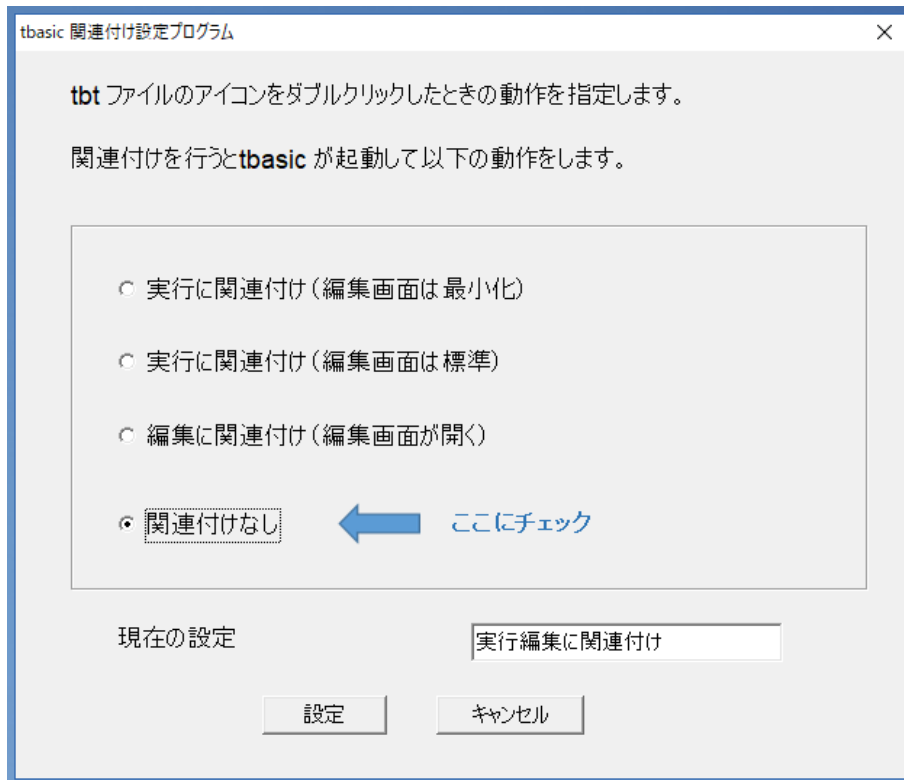 tbasic 関連付け設定プログラム
tbt ファイルのアイコンをダブルクリックしたときの動作を指定します。
関連付けを行うとtbasic が起動して以下の動作をします。
実行に関連付け(編集画面は最小化)
実行に関連付け(編集画面は標準)
編集に関連付け(編集画面が開く)
関連付けなし ここにチェック
現在の設定 実行編集に関連付け
設定 キャンセル